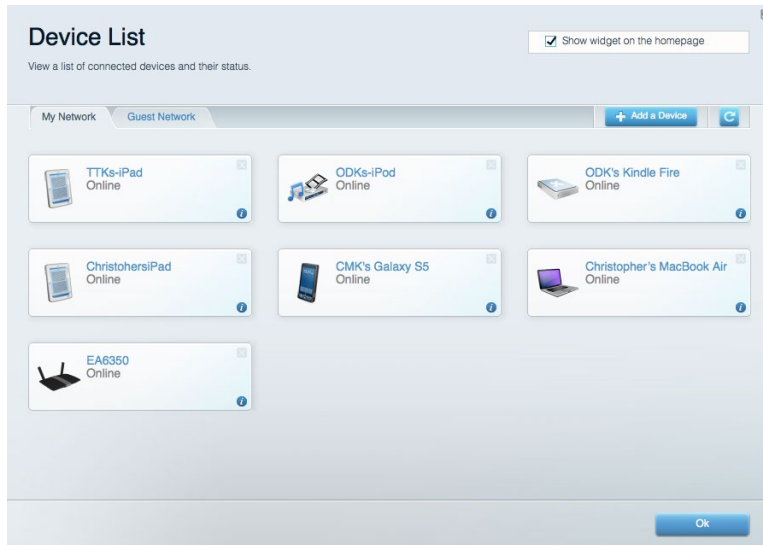 Device List
Show widget on the homepage
View a list of connected devices and their status.
My Network
Guest Network
Add a Device
TTKs-iPad
Online
ODKs-iPod
Online
ODK's Kindle Fire
Online
ChristohersiPad
Online
CMK's Galaxy S5
Online
Christopher's MacBook Air
Online
EA6350
Online
Ok